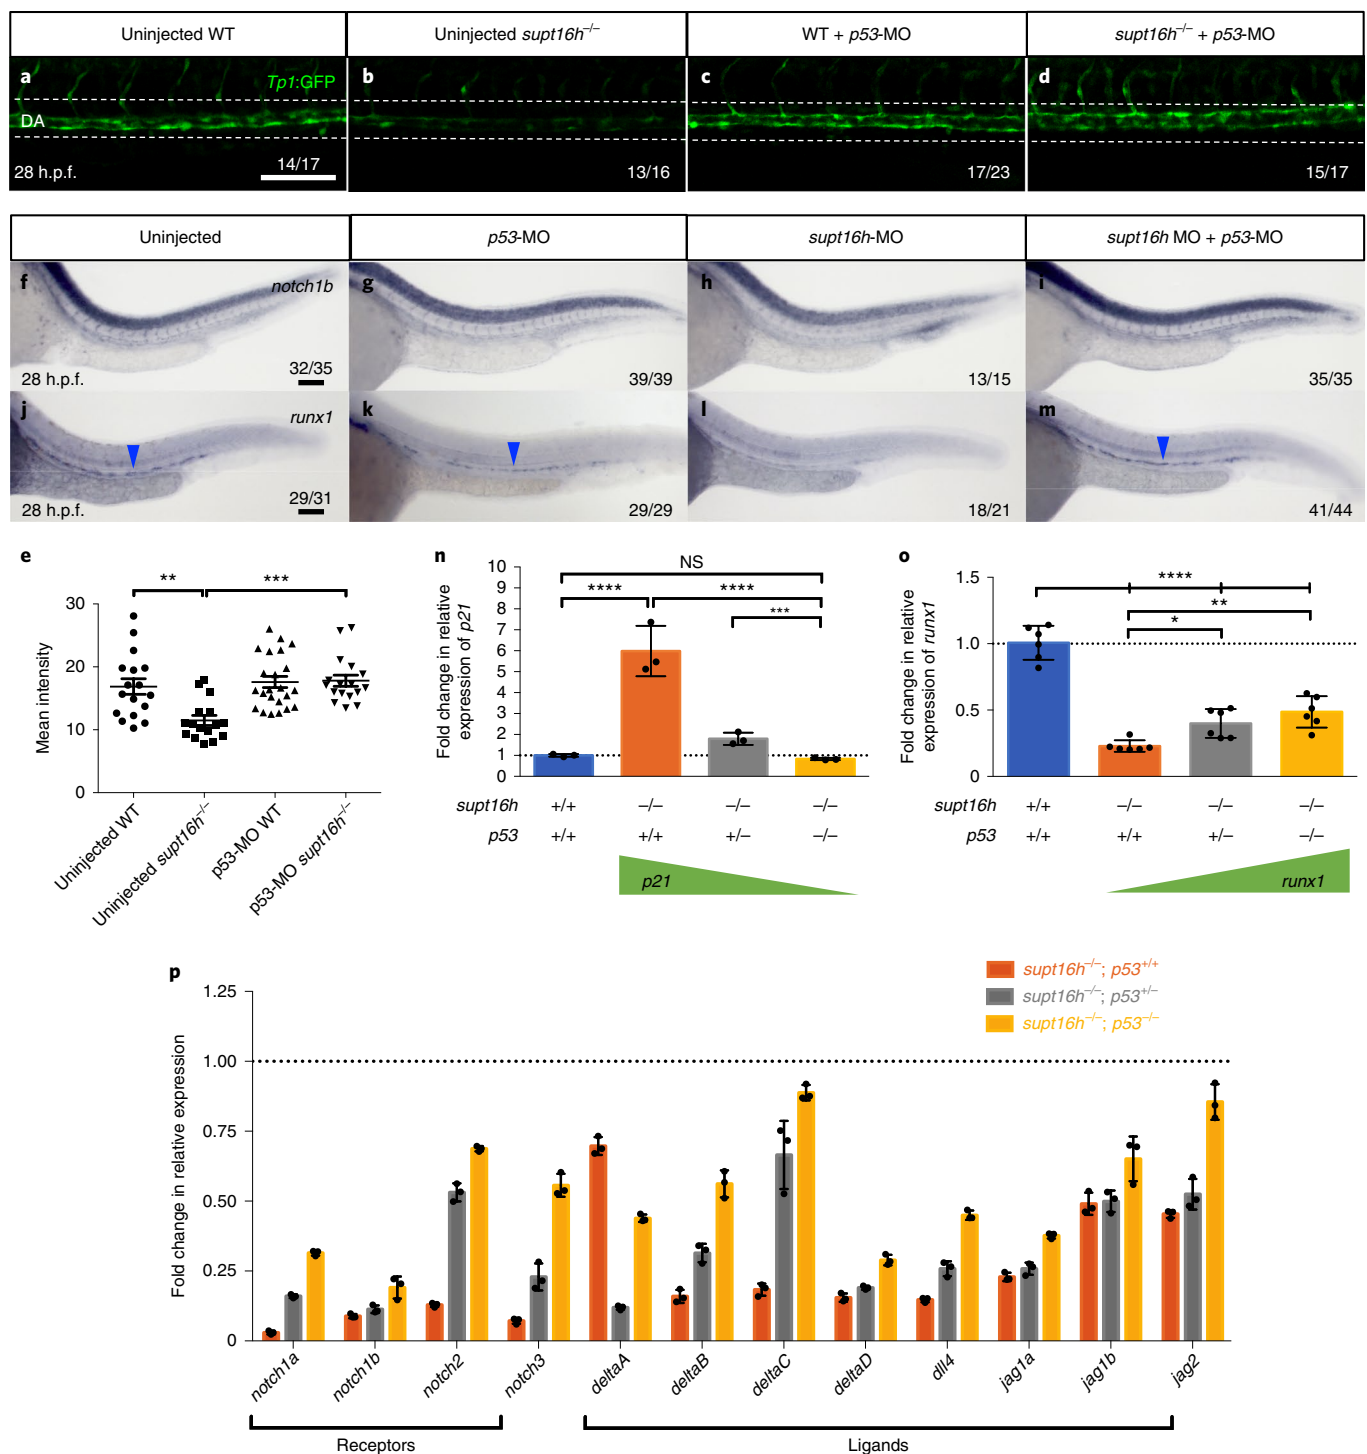 Uninjected WT
Uninjected supt16h−/−
WT + p53-MO
supt16h−/− + p53-MO
a
Tp1:GFP
b
c
d
DA
28 h.p.f.
14/17
13/16
17/23
15/17
Uninjected
p53-MO
supt16h-MO
supt16h MO + p53-MO
f
notch1b
g
h
i
28 h.p.f.
32/35
39/39
13/15
35/35
j
runx1
k
l
m
28 h.p.f.
29/31
29/29
18/21
41/44
e
Mean intensity
30
20
10
0
**
***
Uninjected WT
Uninjected supt16h−/−
p53-MO WT
p53-MO supt16h−/−
n
Fold change in relative
expression of p21
10
9
8
7
6
5
4
3
2
1
0
NS
****
****
***
supt16h +/+ −/− −/− −/−
p53 +/+ +/+ +/− −/−
p21
o
Fold change in relative
expression of runx1
1.5
1.0
0.5
0
****
**
*
supt16h +/+ −/− −/− −/−
p53 +/+ +/+ +/− −/−
runx1
p
supt16h−/−; p53+/+
supt16h−/−; p53+/−
supt16h−/−; p53−/−
Fold change in relative expression
1.25
1.00
0.75
0.50
0.25
0
notch1a
notch1b
notch2
notch3
deltaA
deltaB
deltaC
deltaD
dll4
jag1a
jag1b
jag2
Receptors
Ligands